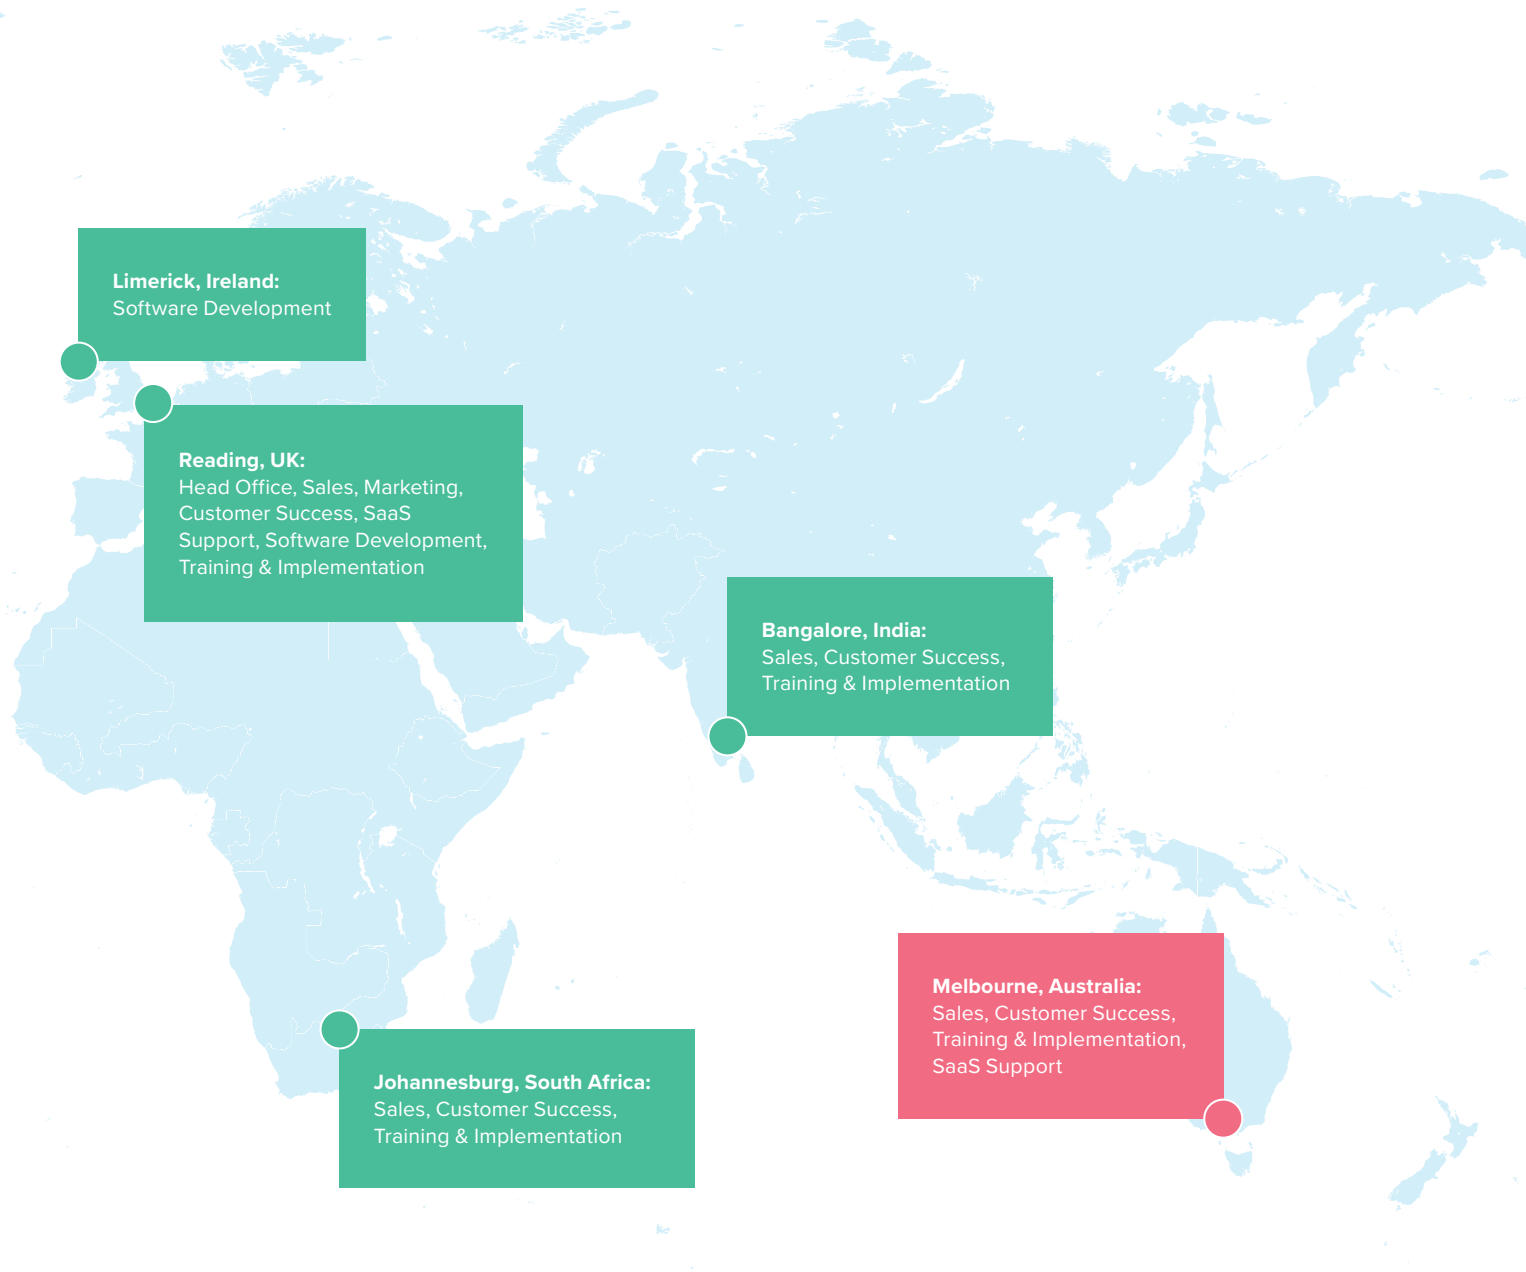 Limerick, Ireland:
Software Development
Reading, UK:
Head Office, Sales, Marketing,
Customer Success, SaaS
Support, Software Development,
Training & Implementation
Bangalore, India:
Sales, Customer Success,
Training & Implementation
Melbourne, Australia:
Sales, Customer Success,
Training & Implementation,
SaaS Support
Johannesburg, South Africa:
Sales, Customer Success,
Training & Implementation